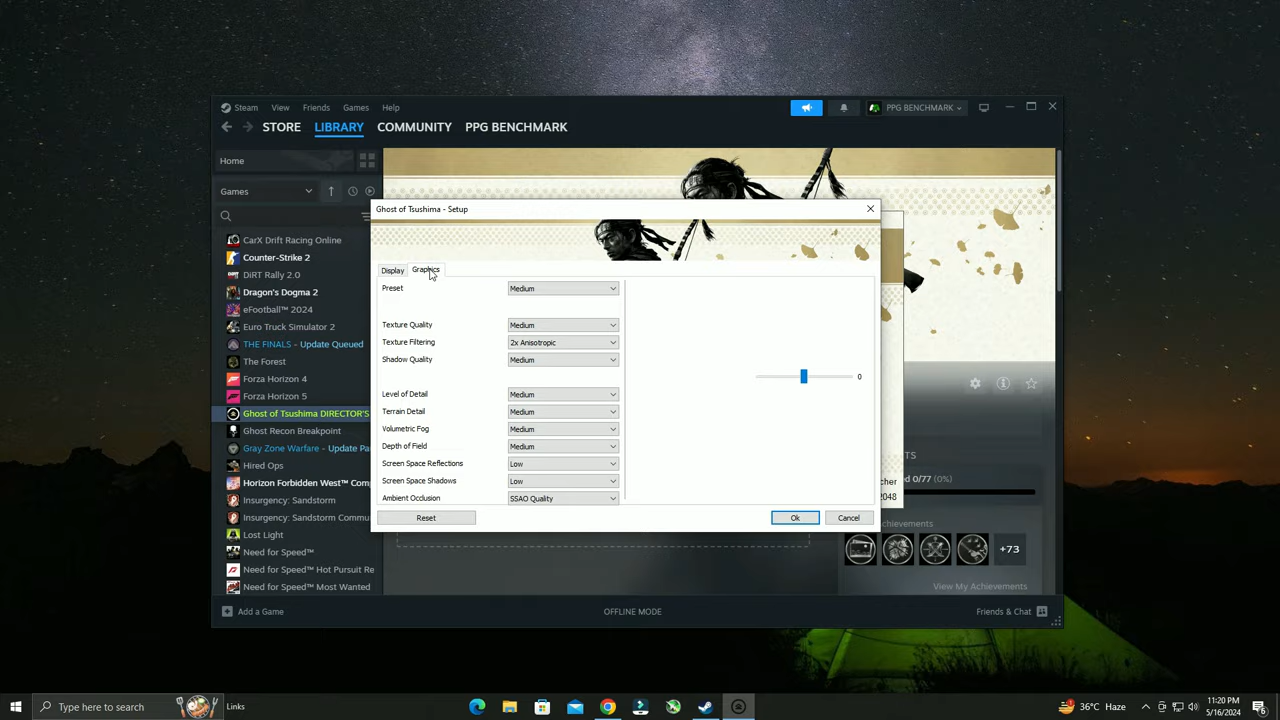 Steam View Friends Games Help
PPG BENCHMARK
STORE LIBRARY COMMUNITY PPG BENCHMARK
Home
Games
CarX Drift Racing Online
Counter-Strike 2
DiRT Rally 2.0
Dragon's Dogma 2
eFootball™ 2024
Euro Truck Simulator 2
THE FINALS - Update Queued
The Forest
Forza Horizon 4
Forza Horizon 5
Ghost of Tsushima DIRECTOR'S
Ghost Recon Breakpoint
Gray Zone Warfare - Update Pa
Hired Ops
Horizon Forbidden West™ Comp
Insurgency: Sandstorm
Insurgency: Sandstorm Commu
Lost Light
Need for Speed™
Need for Speed™ Hot Pursuit Re
Need for Speed™ Most Wanted
Ghost of Tsushima - Setup
Display Graphics
Preset Medium
Texture Quality Medium
Texture Filtering 2x Anisotropic
Shadow Quality Medium
0
Level of Detail Medium
Terrain Detail Medium
Volumetric Fog Medium
Depth of Field Medium
Screen Space Reflections Low
Screen Space Shadows Low
Ambient Occlusion SSAO Quality
Reset Ok Cancel
TS
d 0/77 (0%)
cher
2048
chievements
+73
View My Achievements
Add a Game OFFLINE MODE Friends & Chat
Type here to search Links
36°C Haze
11:20 PM
5/16/2024